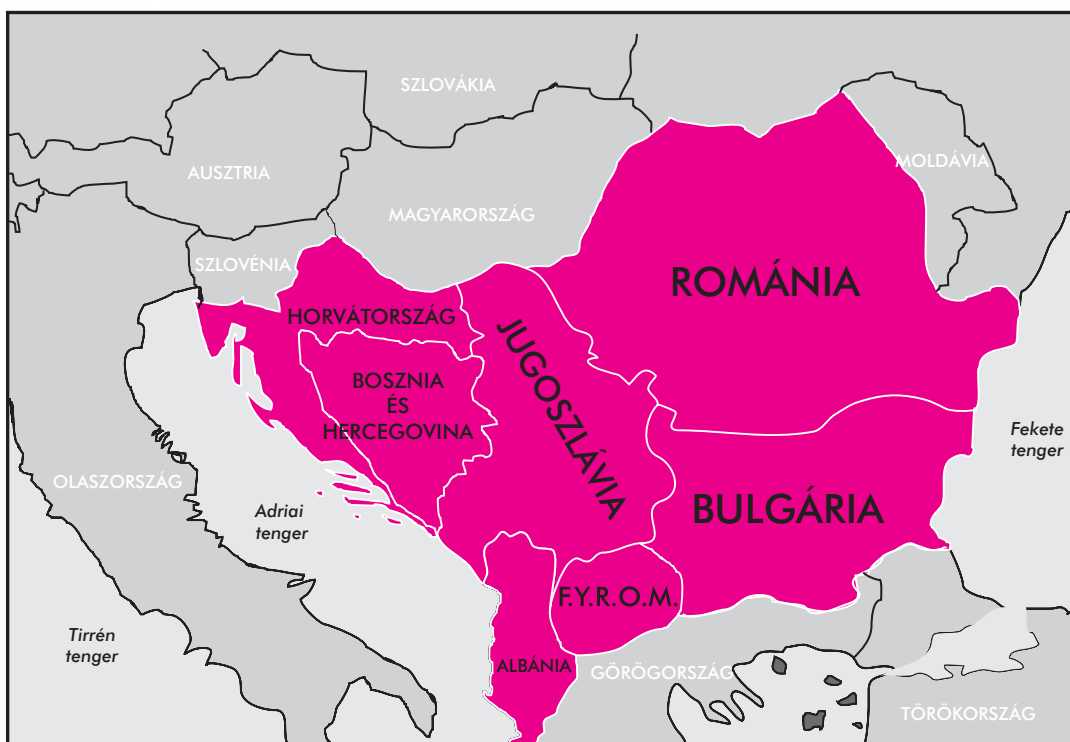 SZLOVÁKIA
AUSZTRIA
MOLDÁVIA
MAGYARORSZÁG
SZLOVÉNIA
ROMÁNIA
HORVÁTORSZÁG
JUGOSZLÁVIA
BOSZNIA
ÉS
HERCEGOVINA
Fekete
tenger
OLASZORSZÁG
BULGÁRIA
Adriai
tenger
F.Y.R.O.M.
Tirrén
tenger
ALBÁNIA
GÖRÖGORSZÁG
TÖRÖKORSZÁG